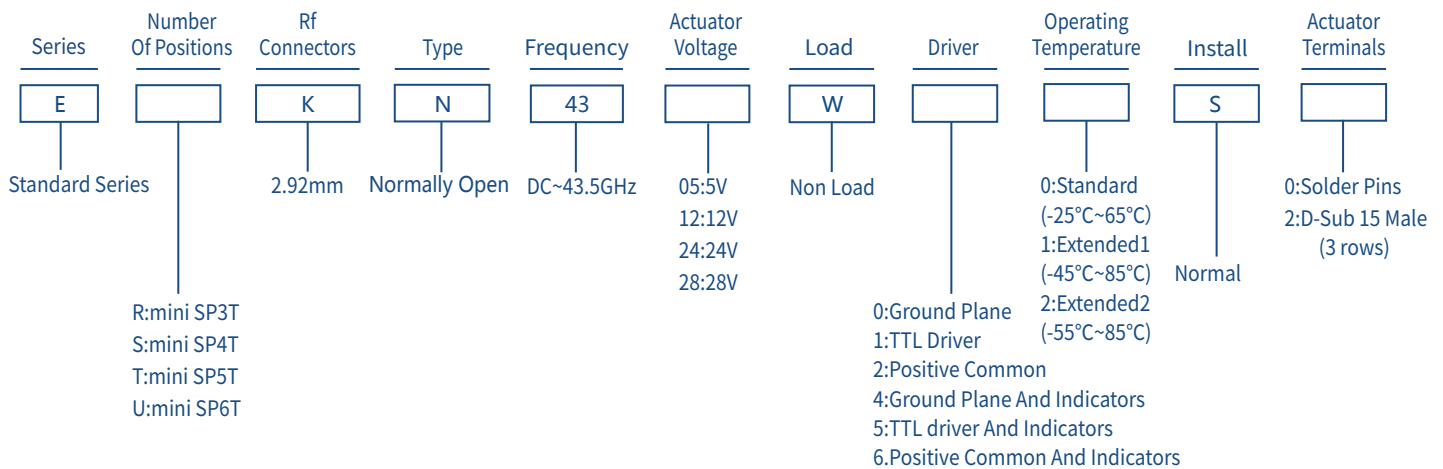 Series
Number
Of Positions
Rf
Connectors
Type
Frequency
Actuator
Voltage
Load
Driver
Operating
Temperature
Install
Actuator
Terminals
E
K
N
43
W
S
Standard Series
2.92mm
Normally Open
DC~43.5GHz
05:5V
12:12V
24:24V
28:28V
Non Load
0:Standard
(-25°C~65°C)
1:Extended1
(-45°C~85°C)
2:Extended2
(-55°C~85°C)
Normal
0:Solder Pins
2:D-Sub 15 Male
(3 rows)
R:mini SP3T
S:mini SP4T
T:mini SP5T
U:mini SP6T
0:Ground Plane
1:TTL Driver
2:Positive Common
4:Ground Plane And Indicators
5:TTL driver And Indicators
6.Positive Common And Indicators